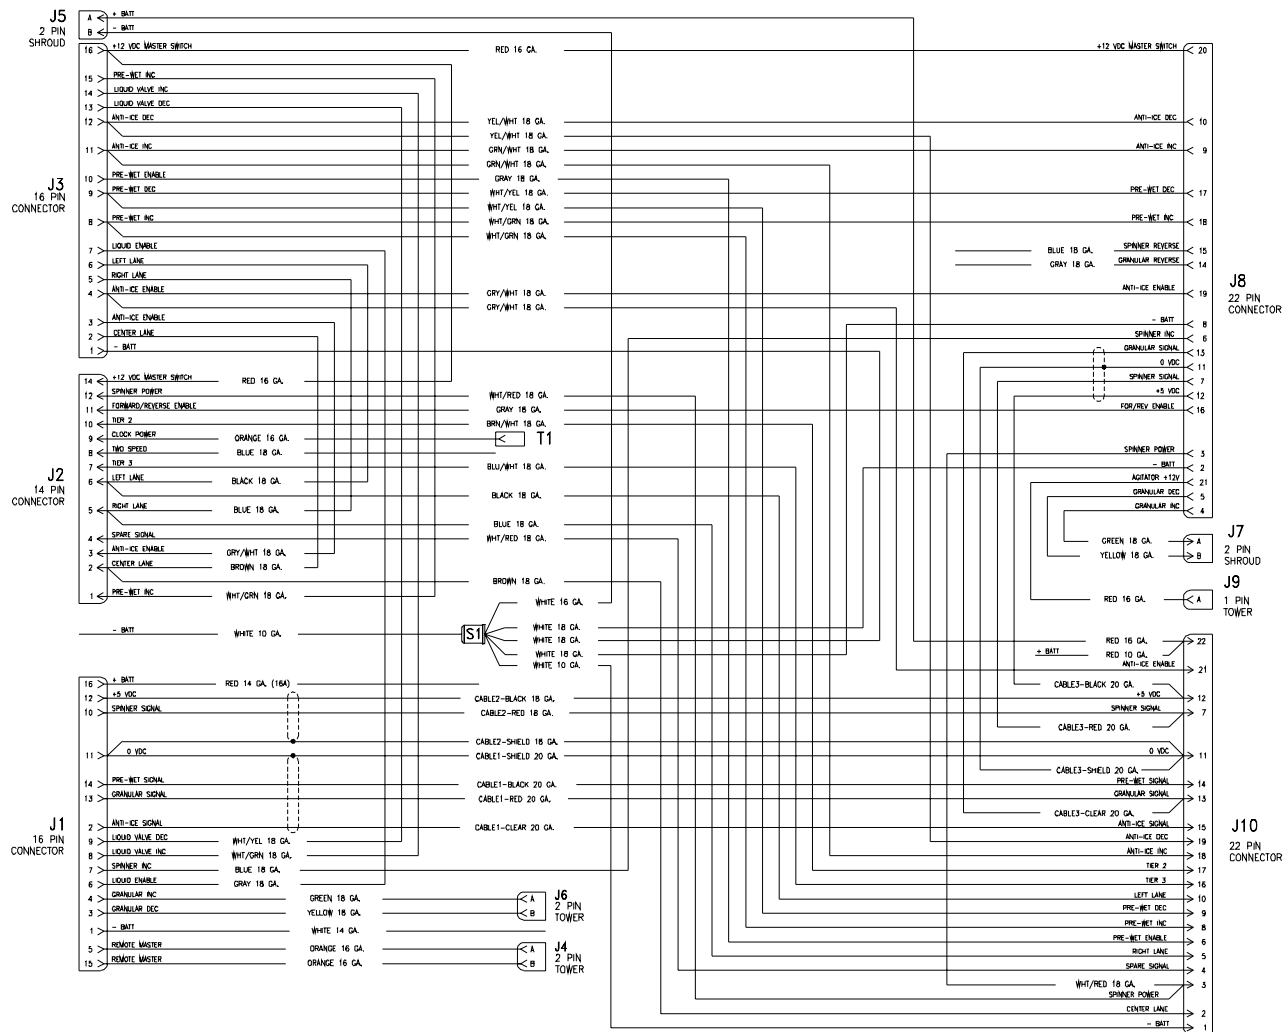 J5
2 PIN
SHROUD
A + BATT
B - BATT
J3
16 PIN
CONNECTOR
16 +12 VDC MASTER SWITCH RED 16 GA. +12 VDC MASTER SWITCH 20
15 PRE-WET INC
14 LIQUID VALVE INC
13 LIQUID VALVE DEC
12 ANTI-ICE DEC YEL/WHT 18 GA. ANTI-ICE DEC 10
YEL/WHT 18 GA.
11 ANTI-ICE INC GRN/WHT 18 GA. ANTI-ICE INC 9
GRN/WHT 18 GA.
10 PRE-WET ENABLE GRAY 18 GA.
9 PRE-WET DEC WHT/YEL 18 GA. PRE-WET DEC 17
WHT/YEL 18 GA.
8 PRE-WET INC WHT/GRN 18 GA. PRE-WET INC 18
WHT/GRN 18 GA.
7 LIQUID ENABLE BLUE 18 GA. SPINNER REVERSE 15
6 LEFT LANE GRAY 18 GA. GRANULAR REVERSE 14
5 RIGHT LANE
4 ANTI-ICE ENABLE GRY/WHT 18 GA. ANTI-ICE ENABLE 19
GRY/WHT 18 GA.
3 ANTI-ICE ENABLE - BATT 8
2 CENTER LANE SPINNER INC 6
1 - BATT GRANULAR SIGNAL 13
0 VDC 11
J8
22 PIN
CONNECTOR
J2
14 PIN
CONNECTOR
14 +12 VDC MASTER SWITCH RED 16 GA. SPINNER SIGNAL 7
12 SPINNER POWER WHT/RED 18 GA. +5 VDC 12
11 FORWARD/REVERSE ENABLE GRAY 18 GA. FOR/REV ENABLE 16
10 TIER 2 BRN/WHT 18 GA.
9 CLOCK POWER ORANGE 16 GA. T1
8 TWO SPEED BLUE 18 GA. SPINNER POWER 3
7 TIER 3 BLU/WHT 18 GA. - BATT 2
6 LEFT LANE BLACK 18 GA. AGITATOR +12V 21
BLACK 18 GA. GRANULAR DEC 5
5 RIGHT LANE BLUE 18 GA. GRANULAR INC 4
BLUE 18 GA.
4 SPARE SIGNAL WHT/RED 18 GA. GREEN 18 GA. A
3 ANTI-ICE ENABLE GRY/WHT 18 GA. YELLOW 18 GA. B
J7
2 PIN
SHROUD
2 CENTER LANE BROWN 18 GA.
BROWN 18 GA.
1 PRE-WET INC WHT/GRN 18 GA. WHITE 16 GA. RED 16 GA. A
J9
1 PIN
TOWER
- BATT WHITE 10 GA. S1
WHITE 18 GA.
WHITE 18 GA. RED 16 GA. 22
WHITE 18 GA. + BATT RED 10 GA.
WHITE 10 GA. ANTI-ICE ENABLE 21
J1
16 PIN
CONNECTOR
16 + BATT RED 14 GA. (16A) CABLE3-BLACK 20 GA.
12 +5 VDC CABLE2-BLACK 18 GA. +5 VDC 12
10 SPINNER SIGNAL CABLE2-RED 18 GA. SPINNER SIGNAL 7
CABLE3-RED 20 GA.
CABLE2-SHIELD 18 GA.
11 0 VDC CABLE1-SHIELD 20 GA. 0 VDC 11
CABLE3-SHIELD 20 GA.
14 PRE-WET SIGNAL CABLE1-BLACK 20 GA. PRE-WET SIGNAL 14
13 GRANULAR SIGNAL CABLE1-RED 20 GA. GRANULAR SIGNAL 13
CABLE3-CLEAR 20 GA.
2 ANTI-ICE SIGNAL CABLE1-CLEAR 20 GA. ANTI-ICE SIGNAL 15
9 LIQUID VALVE DEC WHT/YEL 18 GA. ANTI-ICE DEC 19
8 LIQUID VALVE INC WHT/GRN 18 GA. ANTI-ICE INC 18
7 SPINNER INC BLUE 18 GA. TIER 2 17
6 LIQUID ENABLE GRAY 18 GA. TIER 3 16
4 GRANULAR INC GREEN 18 GA. A LEFT LANE 10
3 GRANULAR DEC YELLOW 18 GA. B PRE-WET DEC 9
J6
2 PIN
TOWER
1 - BATT WHITE 14 GA. PRE-WET INC 8
5 REMOTE MASTER ORANGE 16 GA. A PRE-WET ENABLE 6
15 REMOTE MASTER ORANGE 16 GA. B RIGHT LANE 5
J4
2 PIN
TOWER
SPARE SIGNAL 4
WHT/RED 18 GA. 3
SPINNER POWER
CENTER LANE 2
- BATT 1
J10
22 PIN
CONNECTOR